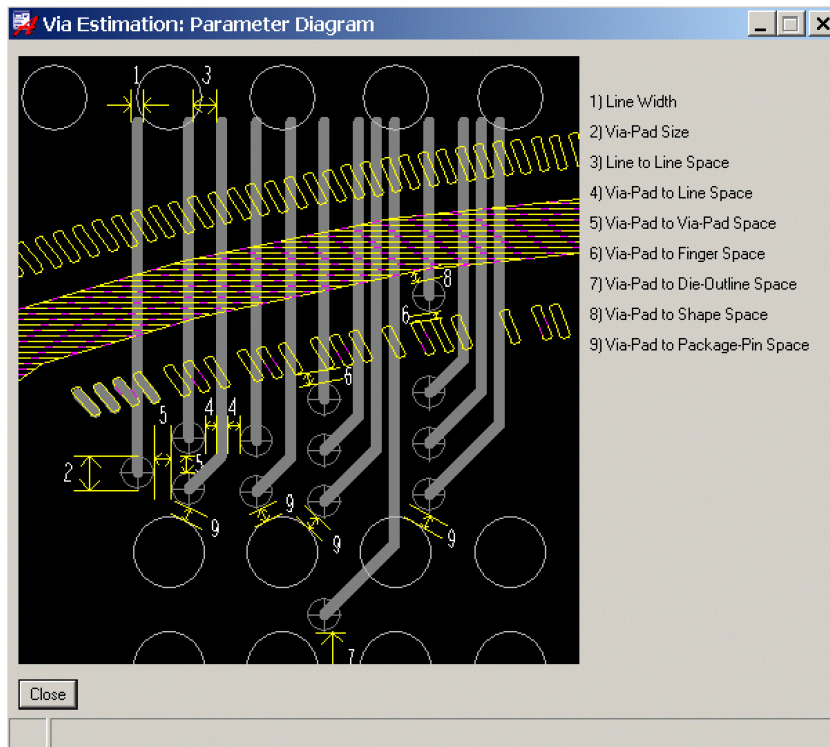 Via Estimation: Parameter Diagram
1 3
8
6
6
4 4
5
5
2
9 9
9 9
7
1) Line Width
2) Via-Pad Size
3) Line to Line Space
4) Via-Pad to Line Space
5) Via-Pad to Via-Pad Space
6) Via-Pad to Finger Space
7) Via-Pad to Die-Outline Space
8) Via-Pad to Shape Space
9) Via-Pad to Package-Pin Space
Close